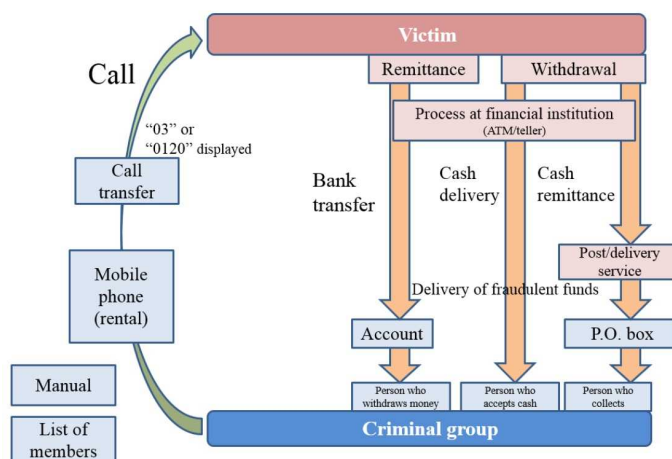 Victim
Call
Remittance
Withdrawal
Process at financial institution
(ATM/teller)
“03” or
“0120” displayed
Call
transfer
Bank
transfer
Cash
delivery
Cash
remittance
Mobile
phone
(rental)
Post/delivery
service
Delivery of fraudulent funds
Account
P.O. box
Manual
List of
members
Person who
withdraws money
Person who
accepts cash
Person who
collects
Criminal group